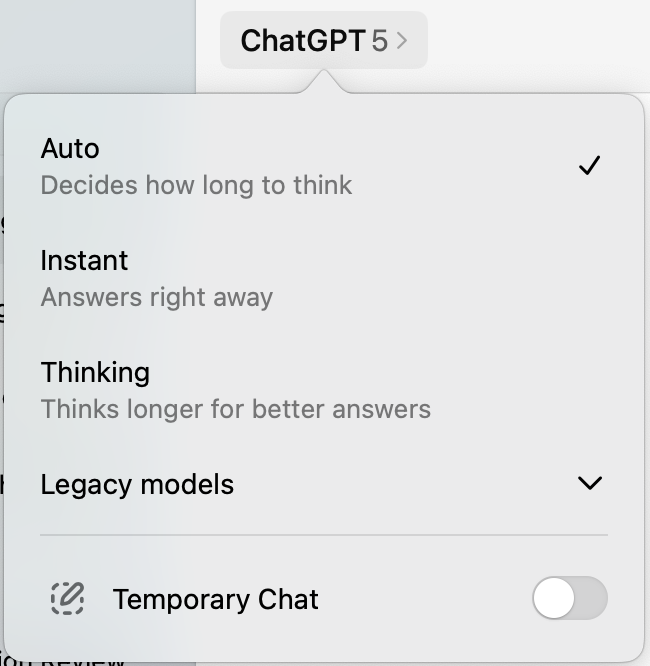 ChatGPT 5
Auto
Decides how long to think
Instant
Answers right away
Thinking
Thinks longer for better answers
Legacy models
Temporary Chat
Review